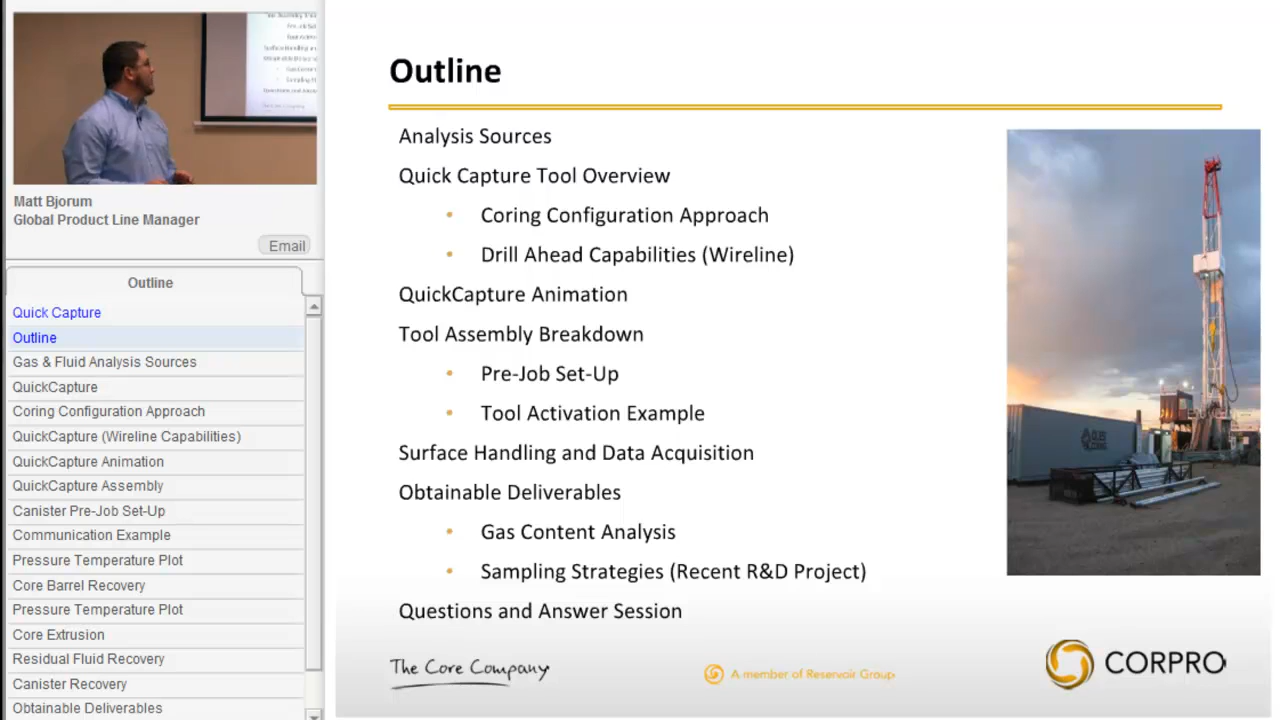 Matt Bjorum
Global Product Line Manager
Email
Outline
Quick Capture
Outline
Gas & Fluid Analysis Sources
QuickCapture
Coring Configuration Approach
QuickCapture (Wireline Capabilities)
QuickCapture Animation
QuickCapture Assembly
Canister Pre-Job Set-Up
Communication Example
Pressure Temperature Plot
Core Barrel Recovery
Pressure Temperature Plot
Core Extrusion
Residual Fluid Recovery
Canister Recovery
Obtainable Deliverables
Outline
Analysis Sources
Quick Capture Tool Overview
• Coring Configuration Approach
• Drill Ahead Capabilities (Wireline)
QuickCapture Animation
Tool Assembly Breakdown
• Pre-Job Set-Up
• Tool Activation Example
Surface Handling and Data Acquisition
Obtainable Deliverables
• Gas Content Analysis
• Sampling Strategies (Recent R&D Project)
Questions and Answer Session
The Core Company
A member of Reservoir Group
CORPRO